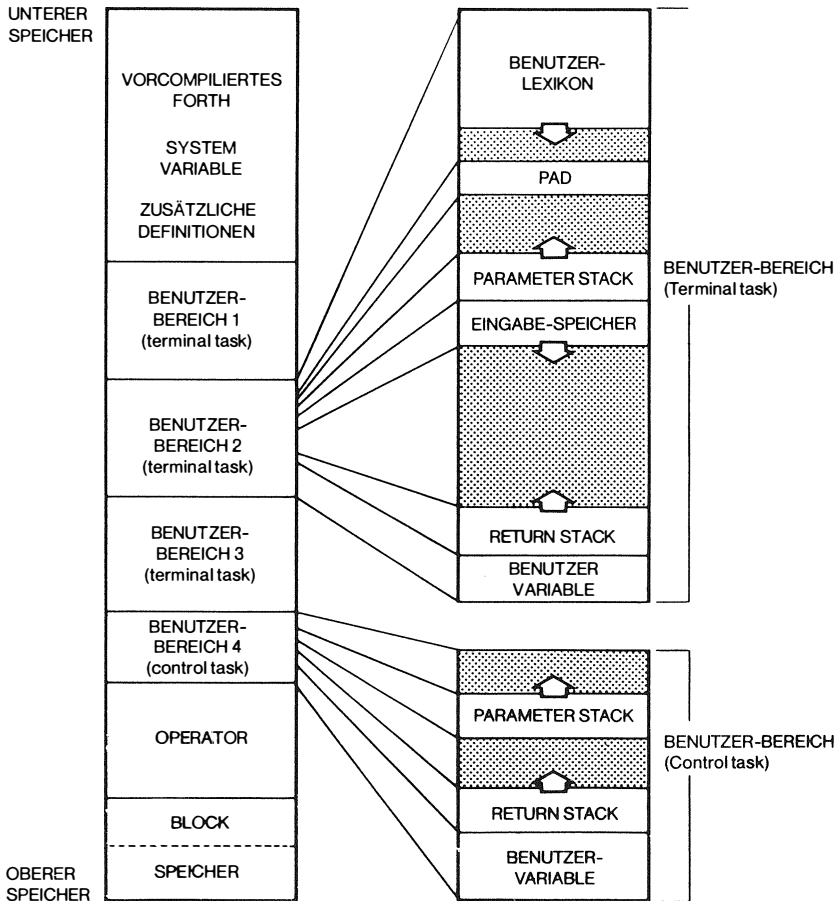 UNTERER
SPEICHER
VORCOMPILIERTES
FORTH
SYSTEM
VARIABLE
ZUSÄTZLICHE
DEFINITIONEN
BENUTZER-
BEREICH 1
(terminal task)
BENUTZER-
BEREICH 2
(terminal task)
BENUTZER-
BEREICH 3
(terminal task)
BENUTZER-
BEREICH 4
(control task)
OPERATOR
BLOCK
SPEICHER
OBERER
SPEICHER
BENUTZER-
LEXIKON
PAD
PARAMETER STACK
EINGABE-SPEICHER
RETURN STACK
BENUTZER
VARIABLE
BENUTZER-BEREICH
(Terminal task)
PARAMETER STACK
RETURN STACK
BENUTZER-
VARIABLE
BENUTZER-BEREICH
(Control task)